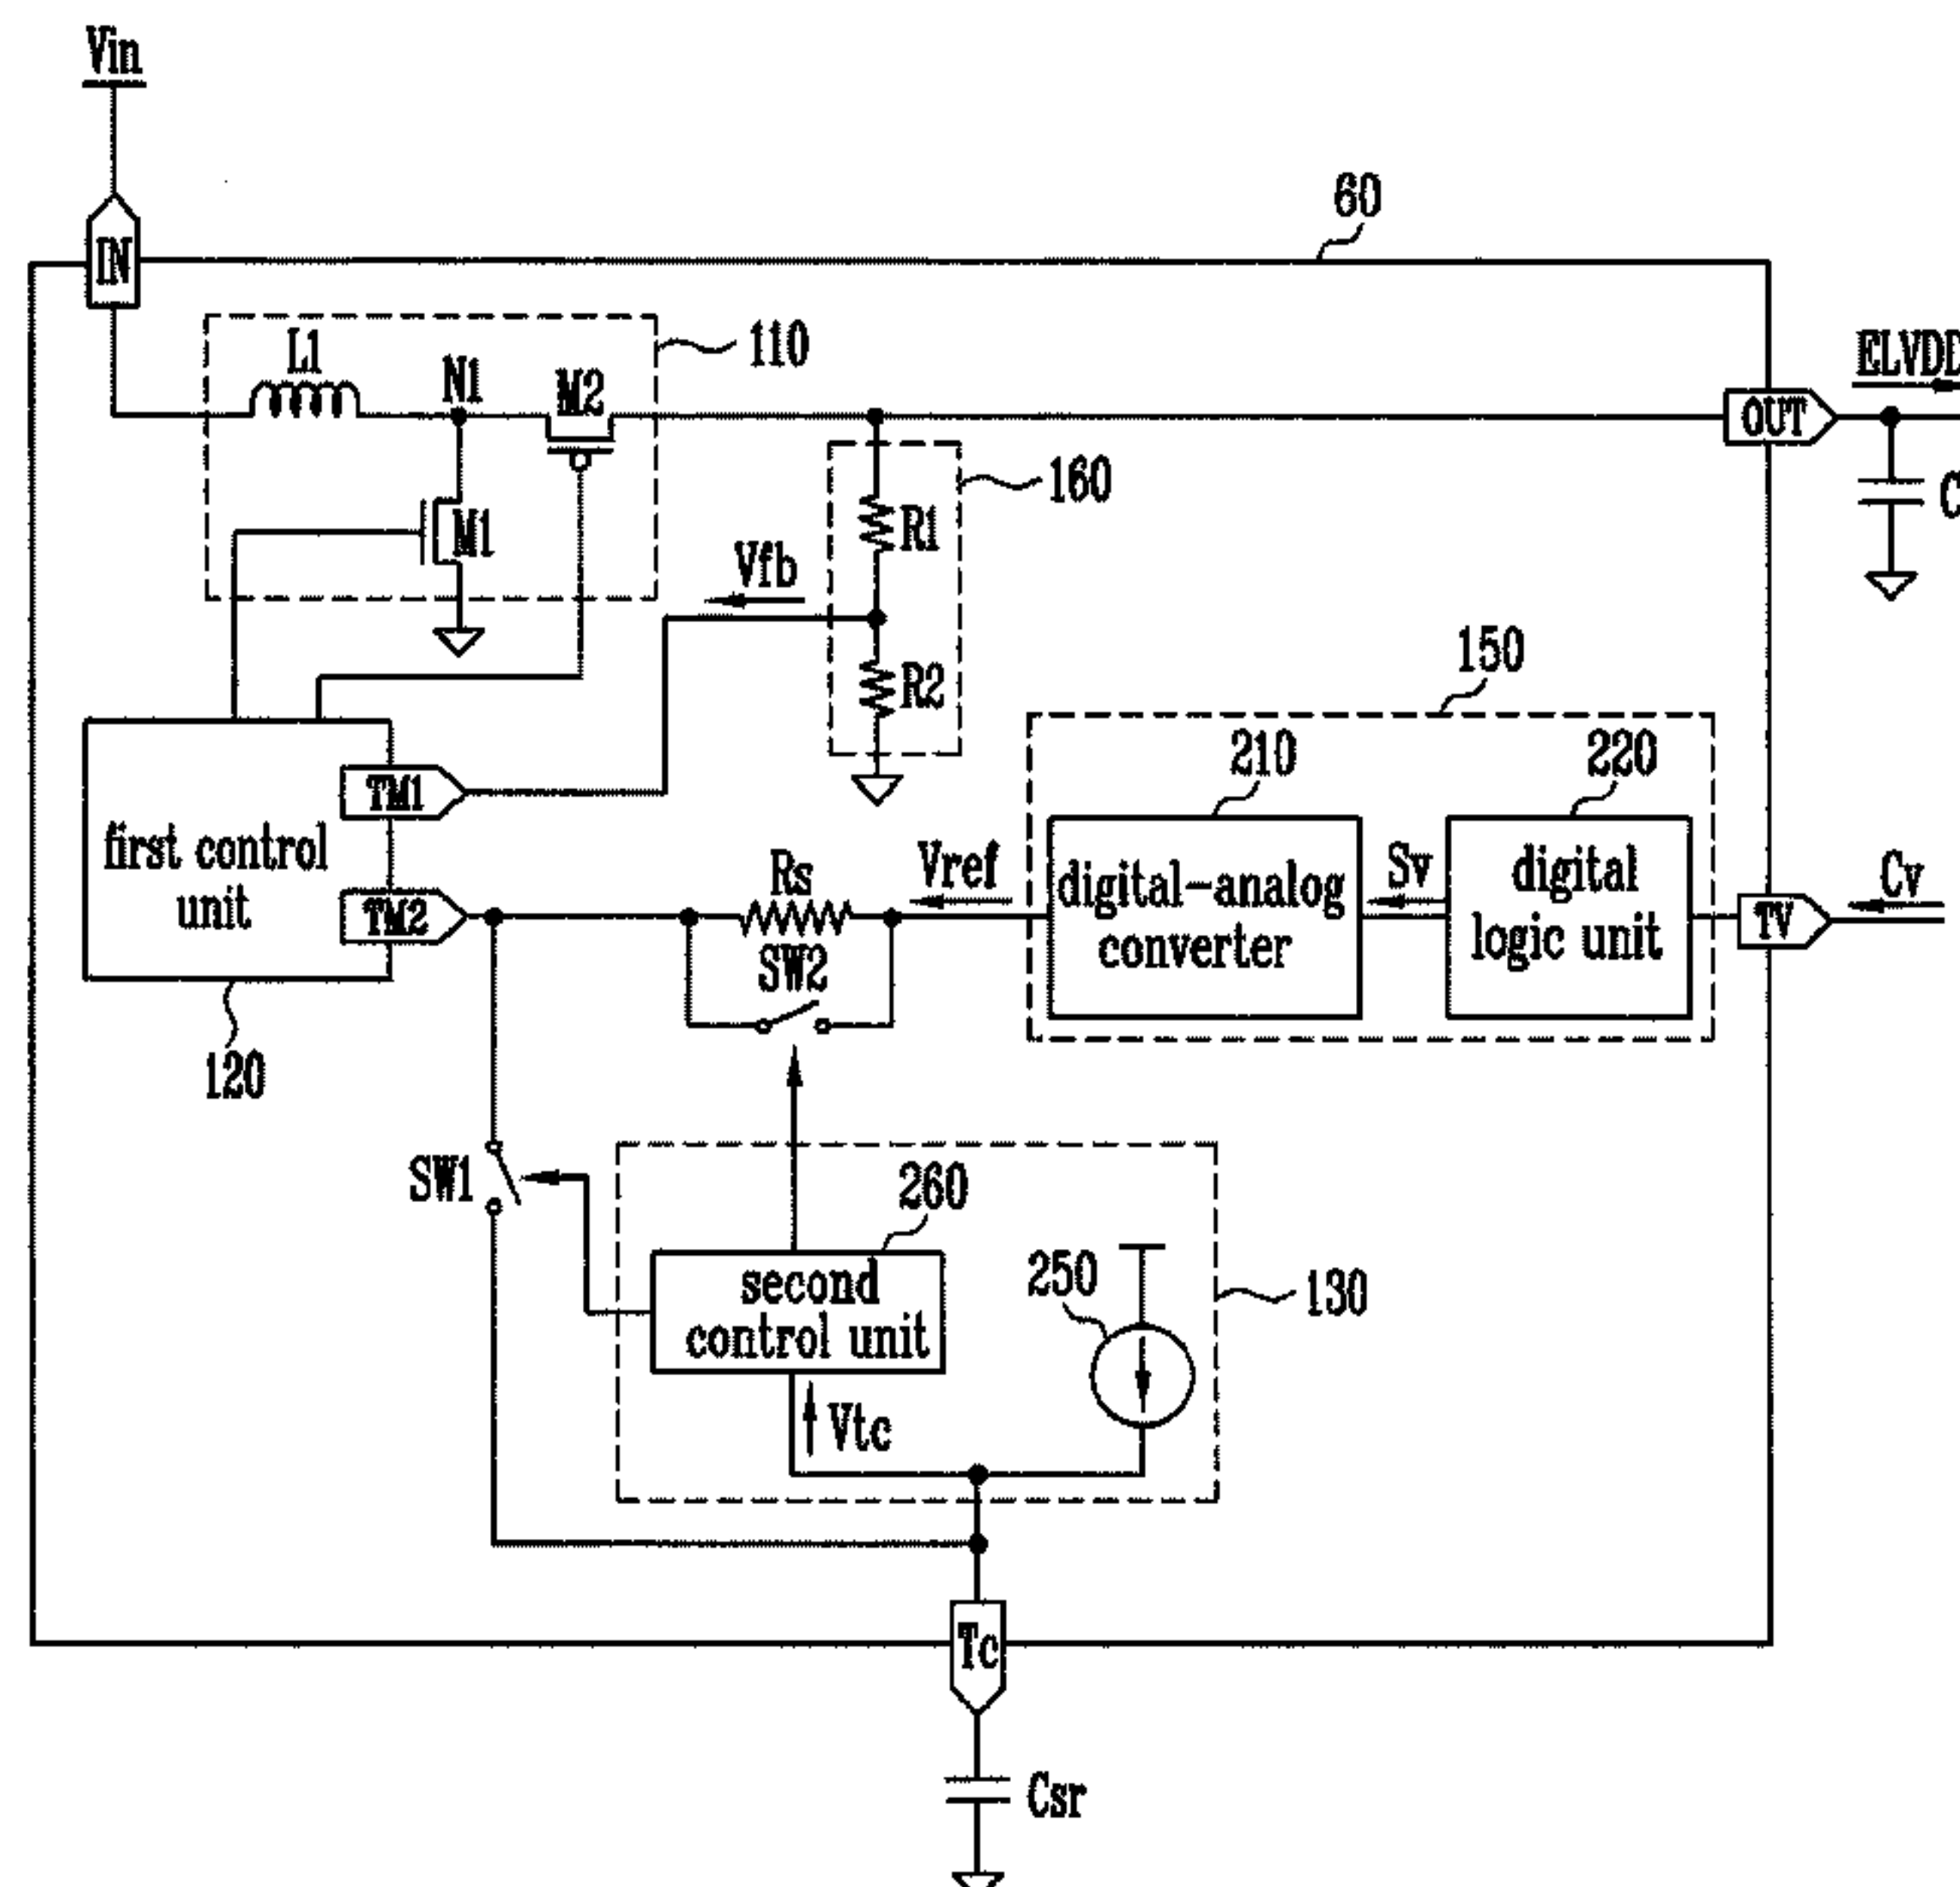 Vin
60
IN
L1
N1
M2
110
ELVDD
OUT
160
C
R1
M1
Vfb
150
R2
210
220
TM1
first control
unit
Rs
Vref
digital-analog
converter
Sv
digital
logic unit
Cv
TM2
TV
SW2
120
SW1
260
250
second
control unit
130
Vtc
Tc
Csr